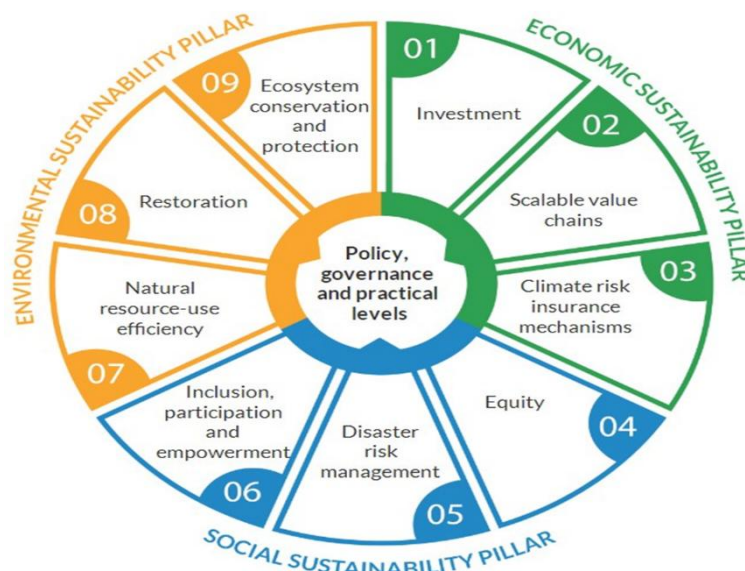 ECONOMIC SUSTAINABILITY PILLAR
01
Investment
02
Scalable value
chains
03
Climate risk
insurance
mechanisms
SOCIAL SUSTAINABILITY PILLAR
04
Equity
05
Disaster
risk
management
06
Inclusion,
participation
and
empowerment
ENVIRONMENTAL SUSTAINABILITY PILLAR
07
Natural
resource-use
efficiency
08
Restoration
09
Ecosystem
conservation
and
protection
Policy,
governance
and practical
levels